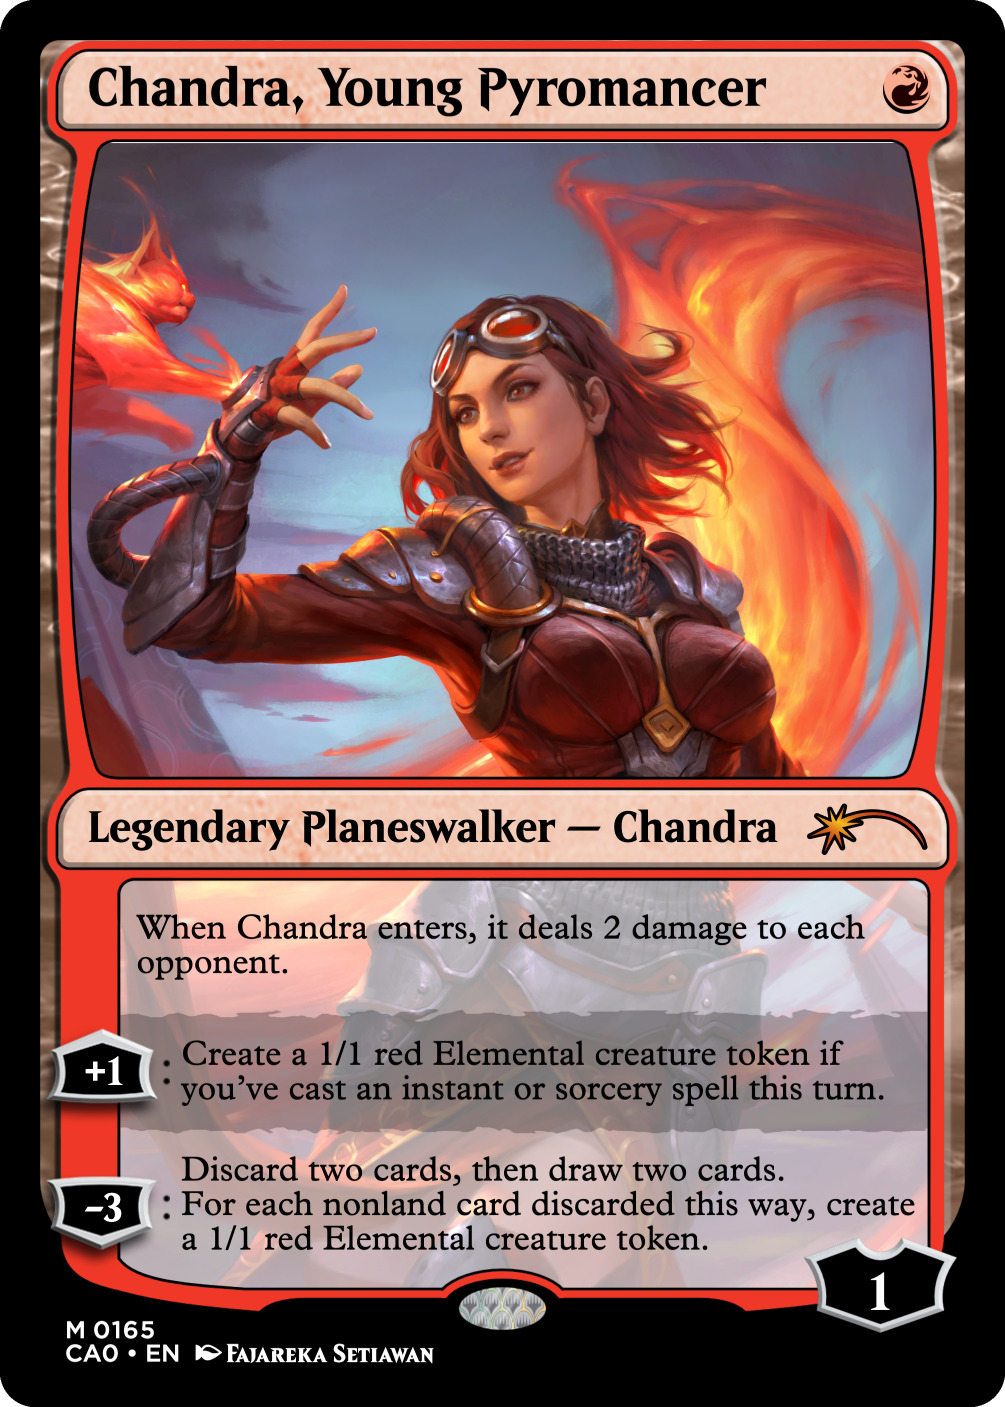 Chandra, Young Pyromancer
Legendary Planeswalker — Chandra
When Chandra enters, it deals 2 damage to each
opponent.
+1
: Create a 1/1 red Elemental creature token if
you’ve cast an instant or sorcery spell this turn.
−3
Discard two cards, then draw two cards.
: For each nonland card discarded this way, create
a 1/1 red Elemental creature token.
1
M 0165
CAO • EN Fajareka Setiawan